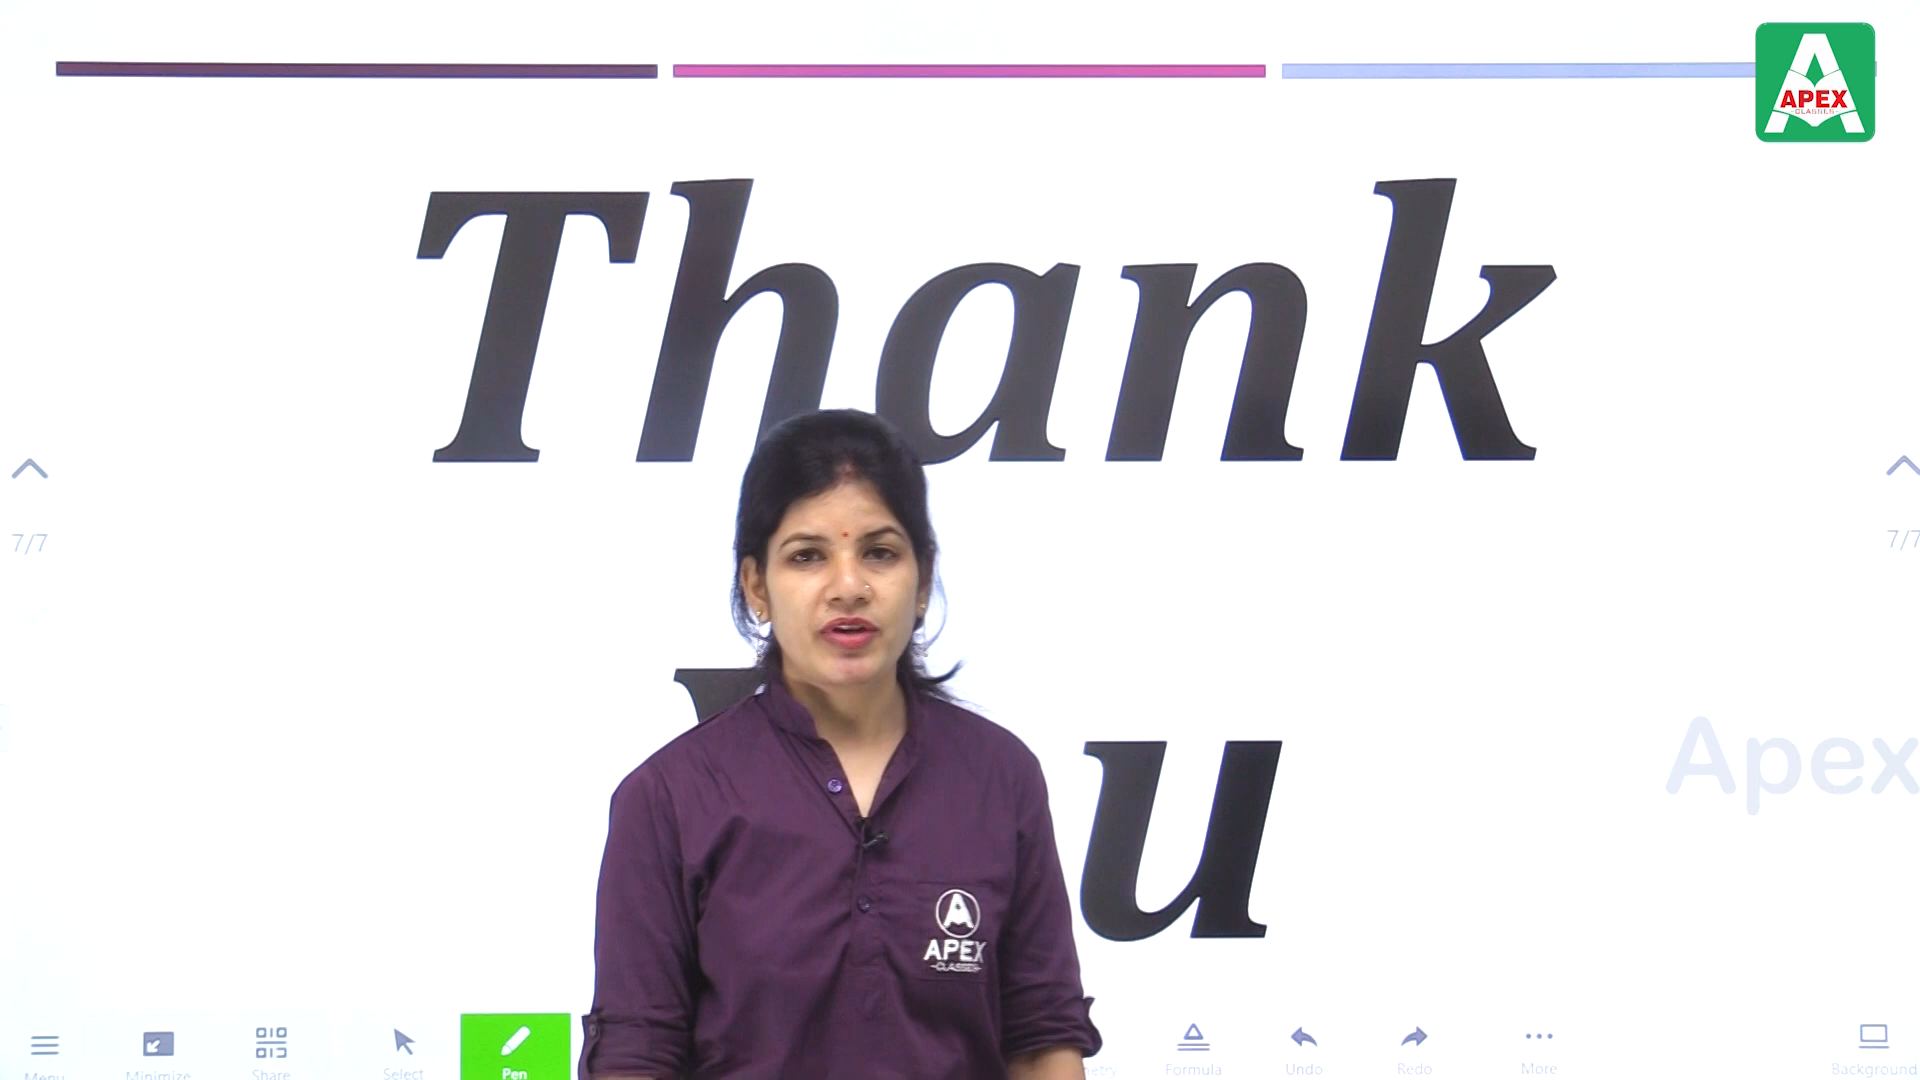 APEX
CLASSES
Thank
7/7
7/7
u
Apex
APEX
CLASSES
Menu
Minimize
Share
Select
Pen
Formula
Undo
Redo
More
Background